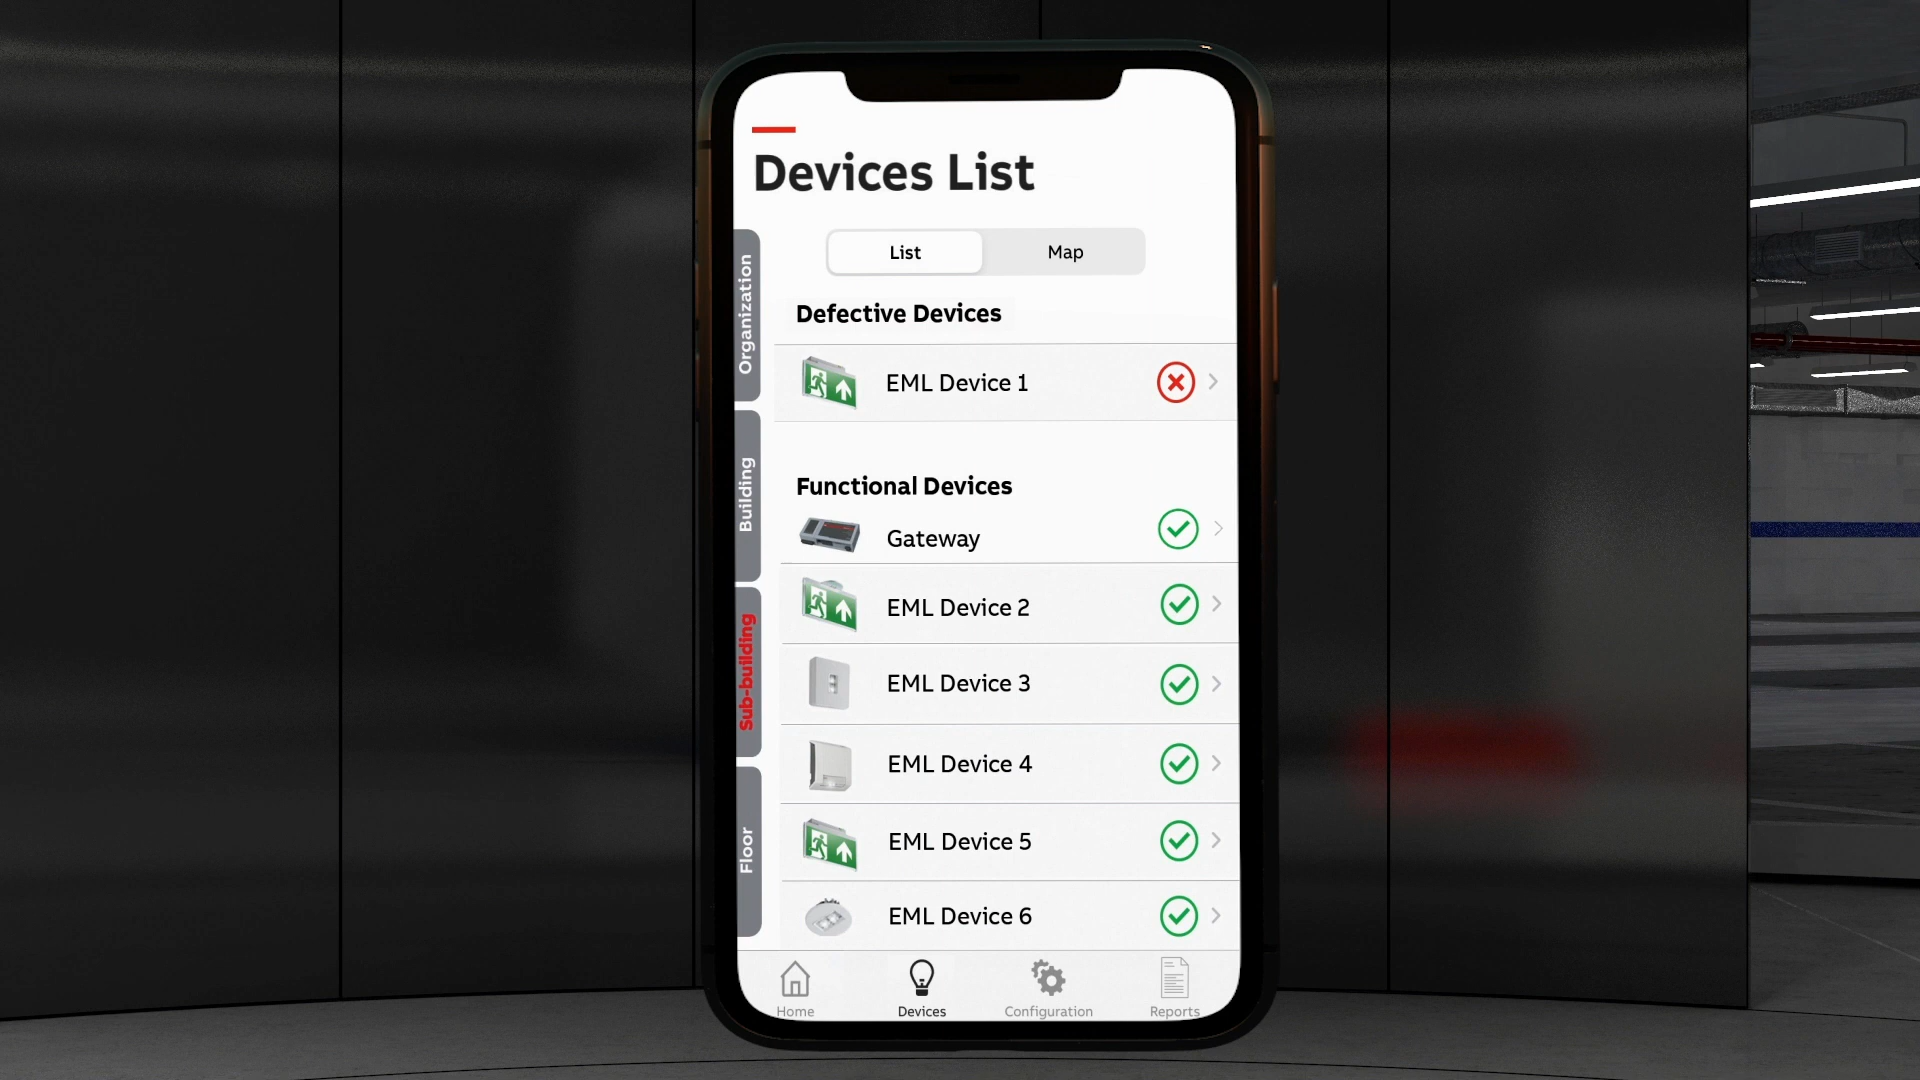 Devices List
List
Map
Organization
Building
Sub-building
Floor
Defective Devices
EML Device 1
Functional Devices
Gateway
EML Device 2
EML Device 3
EML Device 4
EML Device 5
EML Device 6
Home
Devices
Configuration
Reports